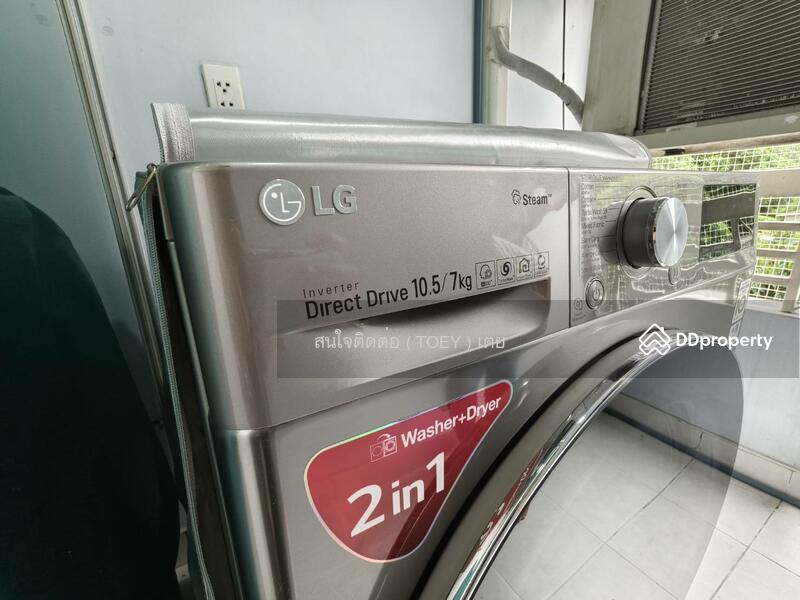 LG
Steam™
Inverter
Direct Drive 10.5/7kg
สนใจติดต่อ ( TOEY ) เตย
DDproperty
Washer+Dryer
2in1